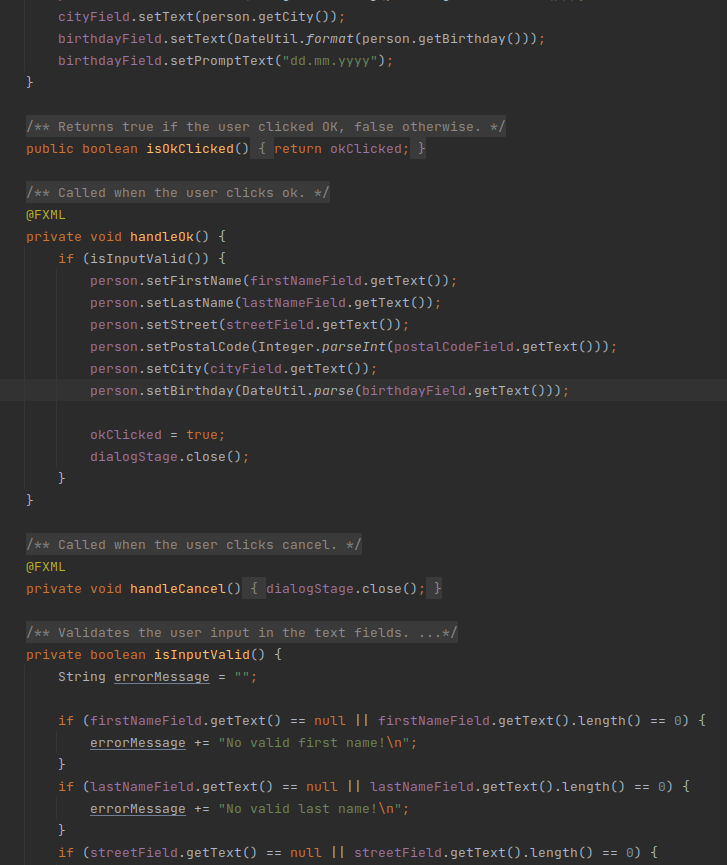 cityField.setText(person.getCity());
birthdayField.setText(DateUtil.format(person.getBirthday()));
birthdayField.setPromptText("dd.mm.yyyy");
}
/** Returns true if the user clicked OK, false otherwise. */
public boolean isOkClicked() { return okClicked; }
/** Called when the user clicks ok. */
@FXML
private void handleOk() {
if (isInputValid()) {
person.setFirstName(firstNameField.getText());
person.setLastName(lastNameField.getText());
person.setStreet(streetField.getText());
person.setPostalCode(Integer.parseInt(postalCodeField.getText()));
person.setCity(cityField.getText());
person.setBirthday(DateUtil.parse(birthdayField.getText()));
okClicked = true;
dialogStage.close();
}
}
/** Called when the user clicks cancel. */
@FXML
private void handleCancel() { dialogStage.close(); }
/** Validates the user input in the text fields. ...*/
private boolean isInputValid() {
String errorMessage = "";
if (firstNameField.getText() == null || firstNameField.getText().length() == 0) {
errorMessage += "No valid first name!\n";
}
if (lastNameField.getText() == null || lastNameField.getText().length() == 0) {
errorMessage += "No valid last name!\n";
}
if (streetField.getText() == null || streetField.getText().length() == 0) {